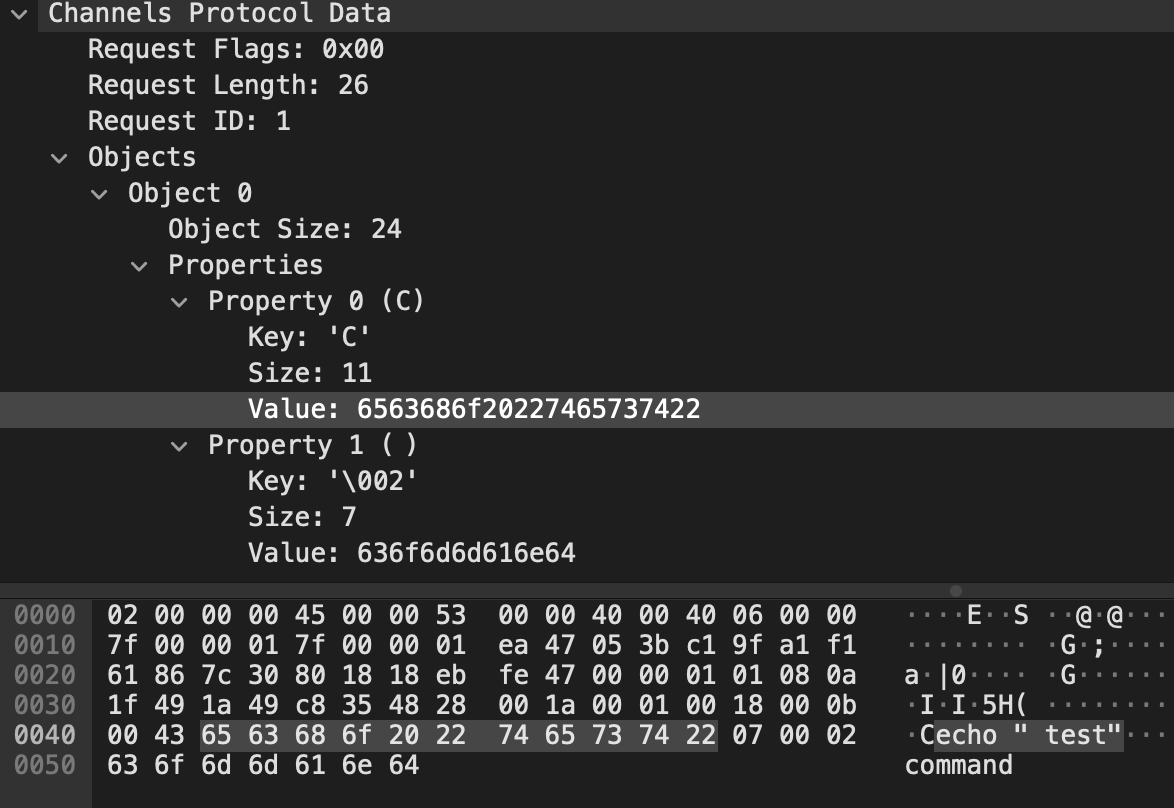 Channels Protocol Data
Request Flags: 0x00
Request Length: 26
Request ID: 1
Objects
Object 0
Object Size: 24
Properties
Property 0 (C)
Key: 'C'
Size: 11
Value: 6563686f20227465737422
Property 1 ( )
Key: '\002'
Size: 7
Value: 636f6d6d616e64
0000 02 00 00 00 45 00 00 53 00 00 40 00 40 06 00 00 ····E··S ··@·@···
0010 7f 00 00 01 7f 00 00 01 ea 47 05 3b c1 9f a1 f1 ········ ·G·;····
0020 61 86 7c 30 80 18 18 eb fe 47 00 00 01 01 08 0a a·|0···· ·G······
0030 1f 49 1a 49 c8 35 48 28 00 1a 00 01 00 18 00 0b ·I·I·5H( ········
0040 00 43 65 63 68 6f 20 22 74 65 73 74 22 07 00 02 ·Cecho " test"···
0050 63 6f 6d 6d 61 6e 64 command